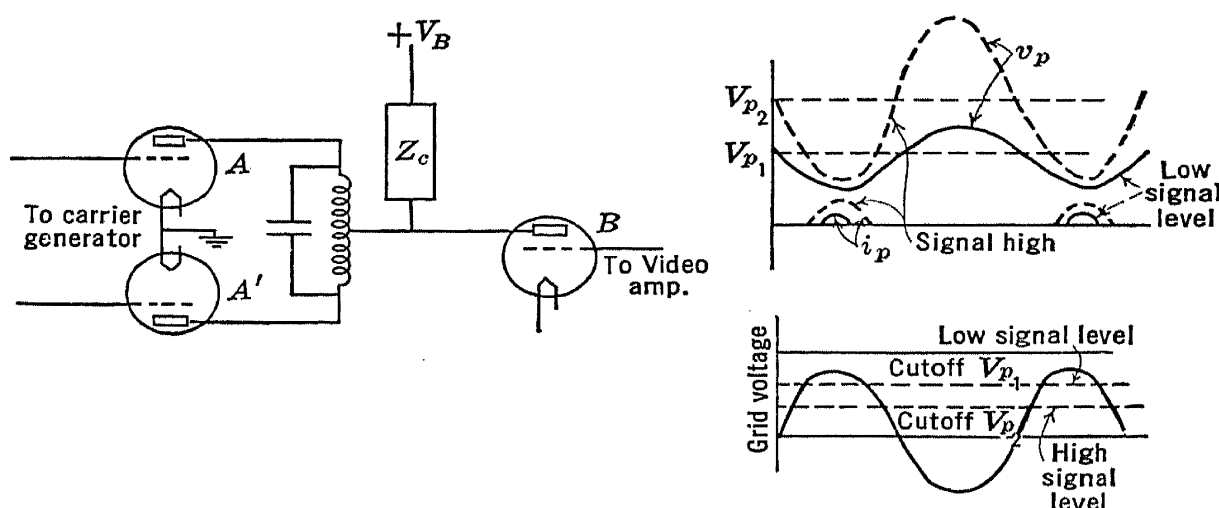 +V_B
Z_c
A
To carrier
generator
A'
B
To Video
amp.
v_p
V_p2
V_p1
Low
signal
level
i_p
Signal high
Grid voltage
Low signal level
Cutoff V_p1
Cutoff V_p2
High
signal
level